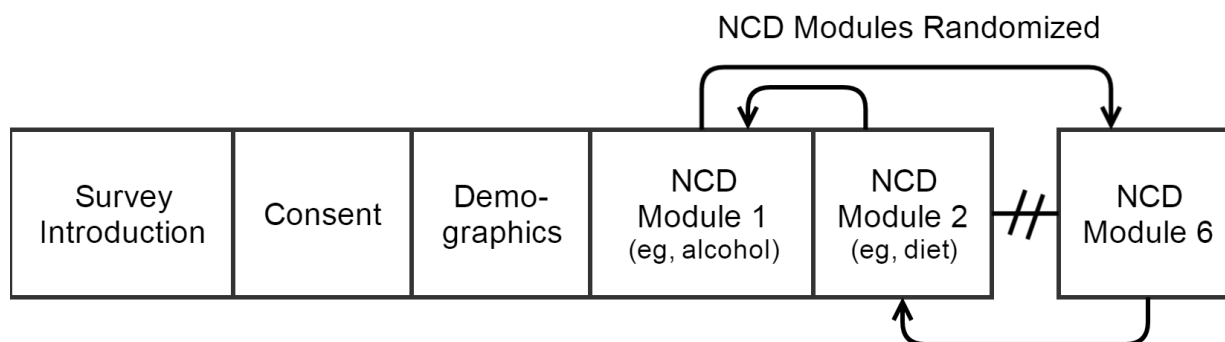 NCD Modules Randomized
Survey
Introduction
Consent
Demo-
graphics
NCD
Module 1
(eg, alcohol)
NCD
Module 2
(eg, diet)
NCD
Module 6